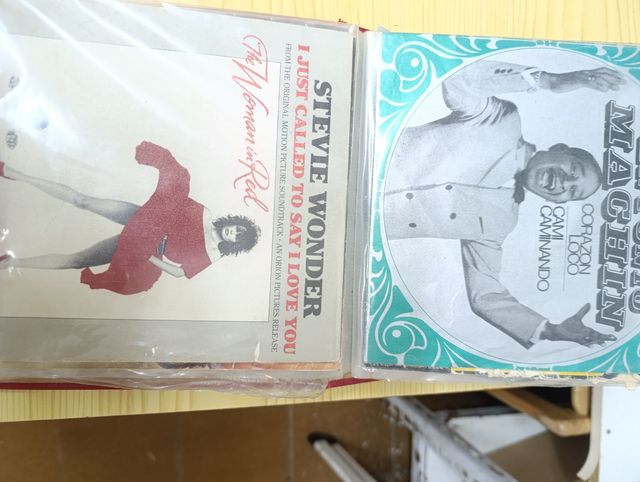 STEVIE WONDER
I JUST CALLED TO SAY I LOVE YOU
FROM THE ORIGINAL MOTION PICTURE SOUNDTRACK • AN ORION PICTURES RELEASE
The Woman in Red
MACHIN
CORAZON
LOCO
CAMI
CAMINANDO